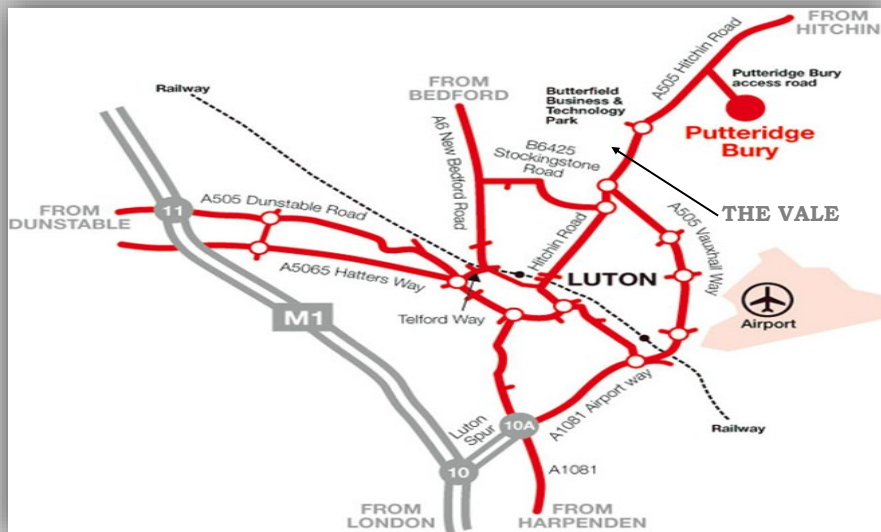 FROM
HITCHIN
Railway
FROM
BEDFORD
A505 Hitchin Road
Putteridge Bury
access road
Butterfield
Business &
Technology
Park
Putteridge
Bury
A6 New Bedford Road
B6425
Stockingstone
Road
THE VALE
FROM
DUNSTABLE
11
A505 Dunstable Road
Hitchin Road
A505 Vauxhall Way
A5065 Hatters Way
LUTON
M1
Telford Way
Airport
Luton
Spur
10A
A1081 Airport way
Railway
10
A1081
FROM
LONDON
FROM
HARPENDEN